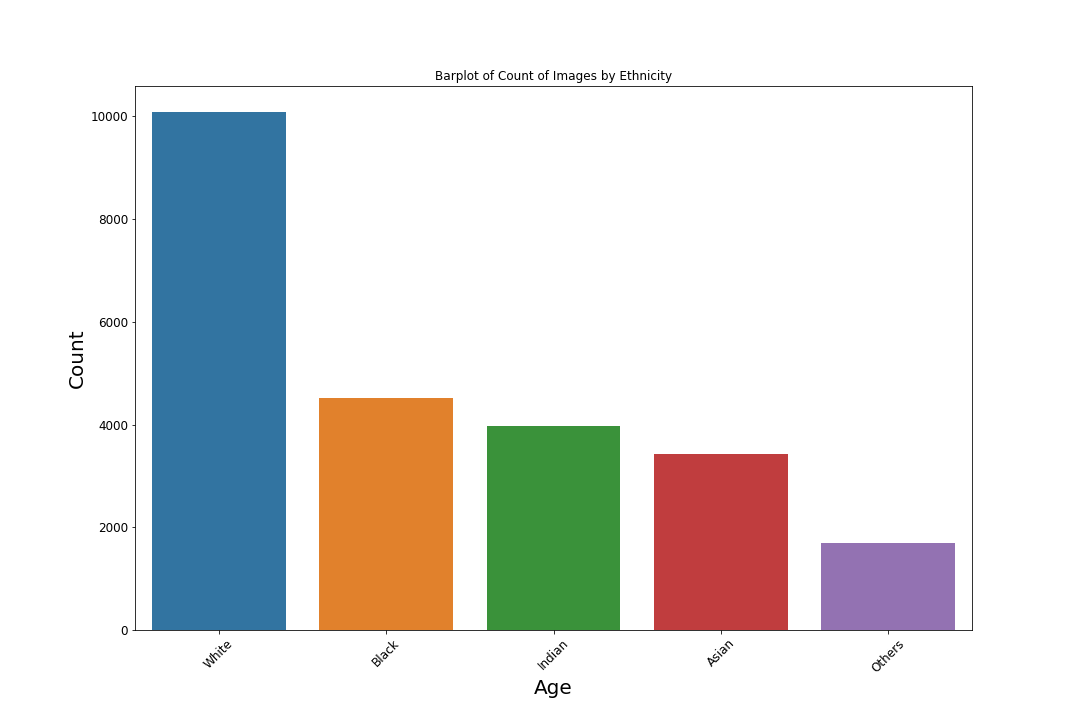 Barplot of Count of Images by Ethnicity
10000
8000
6000
4000
2000
0
Count
White
Black
Indian
Asian
Others
Age